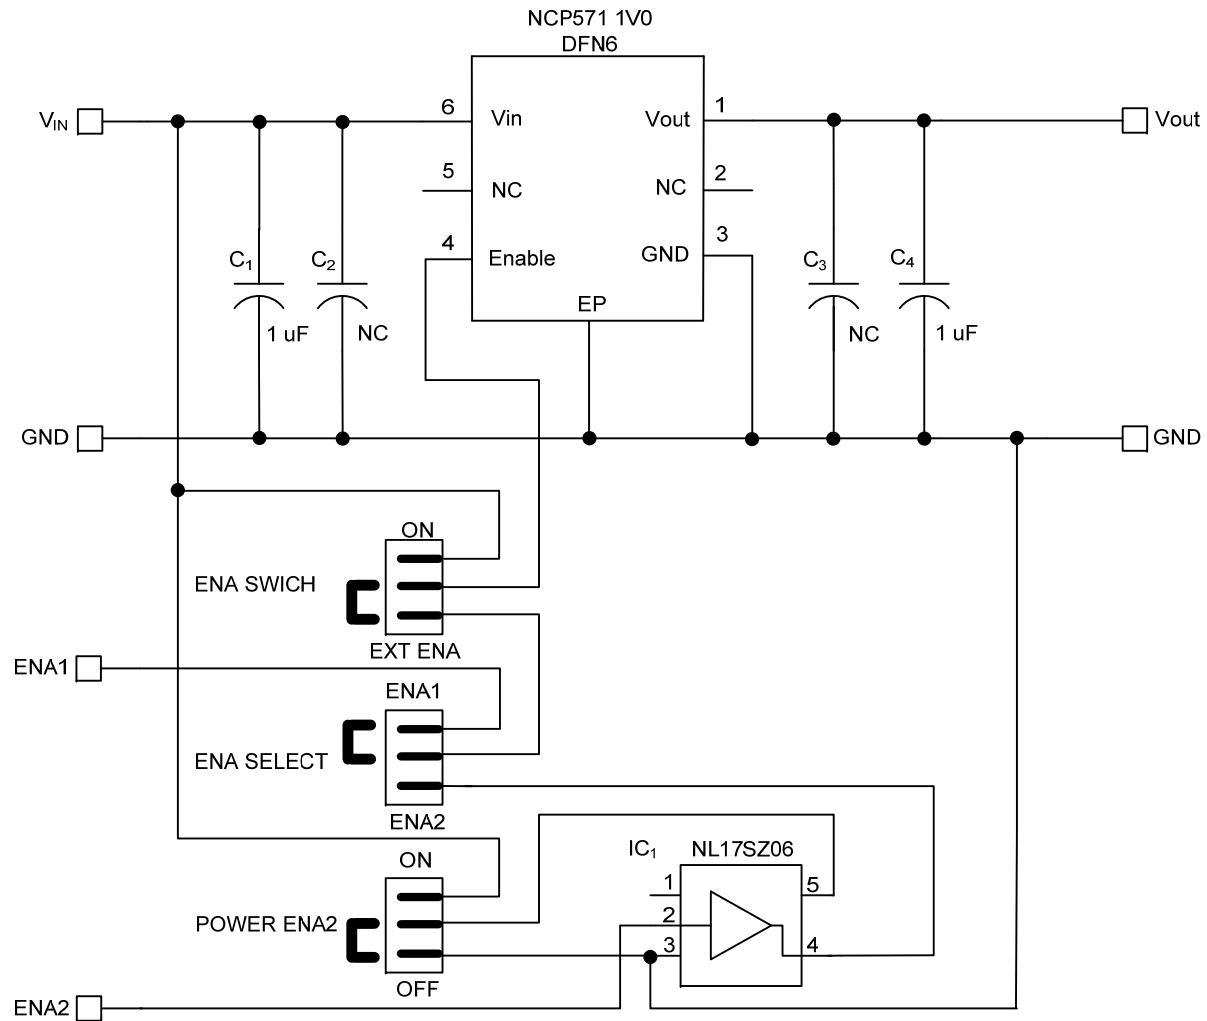 NCP571 1V0
DFN6
VIN
6
Vin
Vout
1
Vout
5
NC
NC
2
4
Enable
GND
3
C1
C2
C3
C4
EP
1 uF
NC
NC
1 uF
GND
GND
ON
ENA SWICH
EXT ENA
ENA1
ENA1
ENA SELECT
ENA2
ON
IC1
NL17SZ06
1
5
POWER ENA2
2
3
4
OFF
ENA2